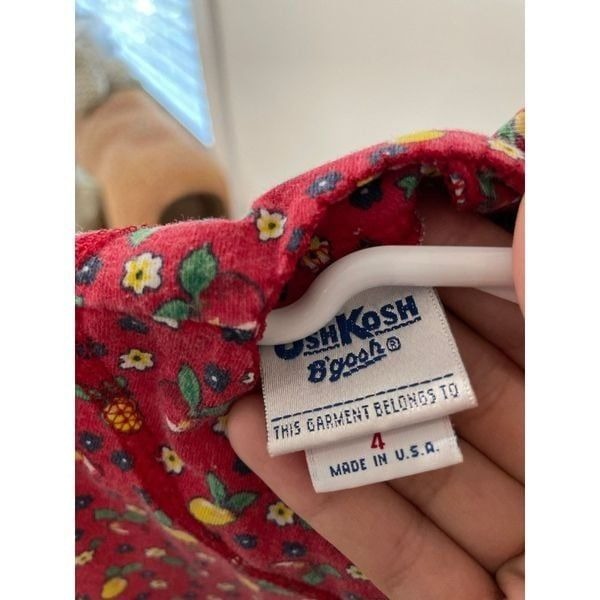 OSHKOSH
B'gosh®
THIS GARMENT BELONGS TO
4
MADE IN U.S.A.